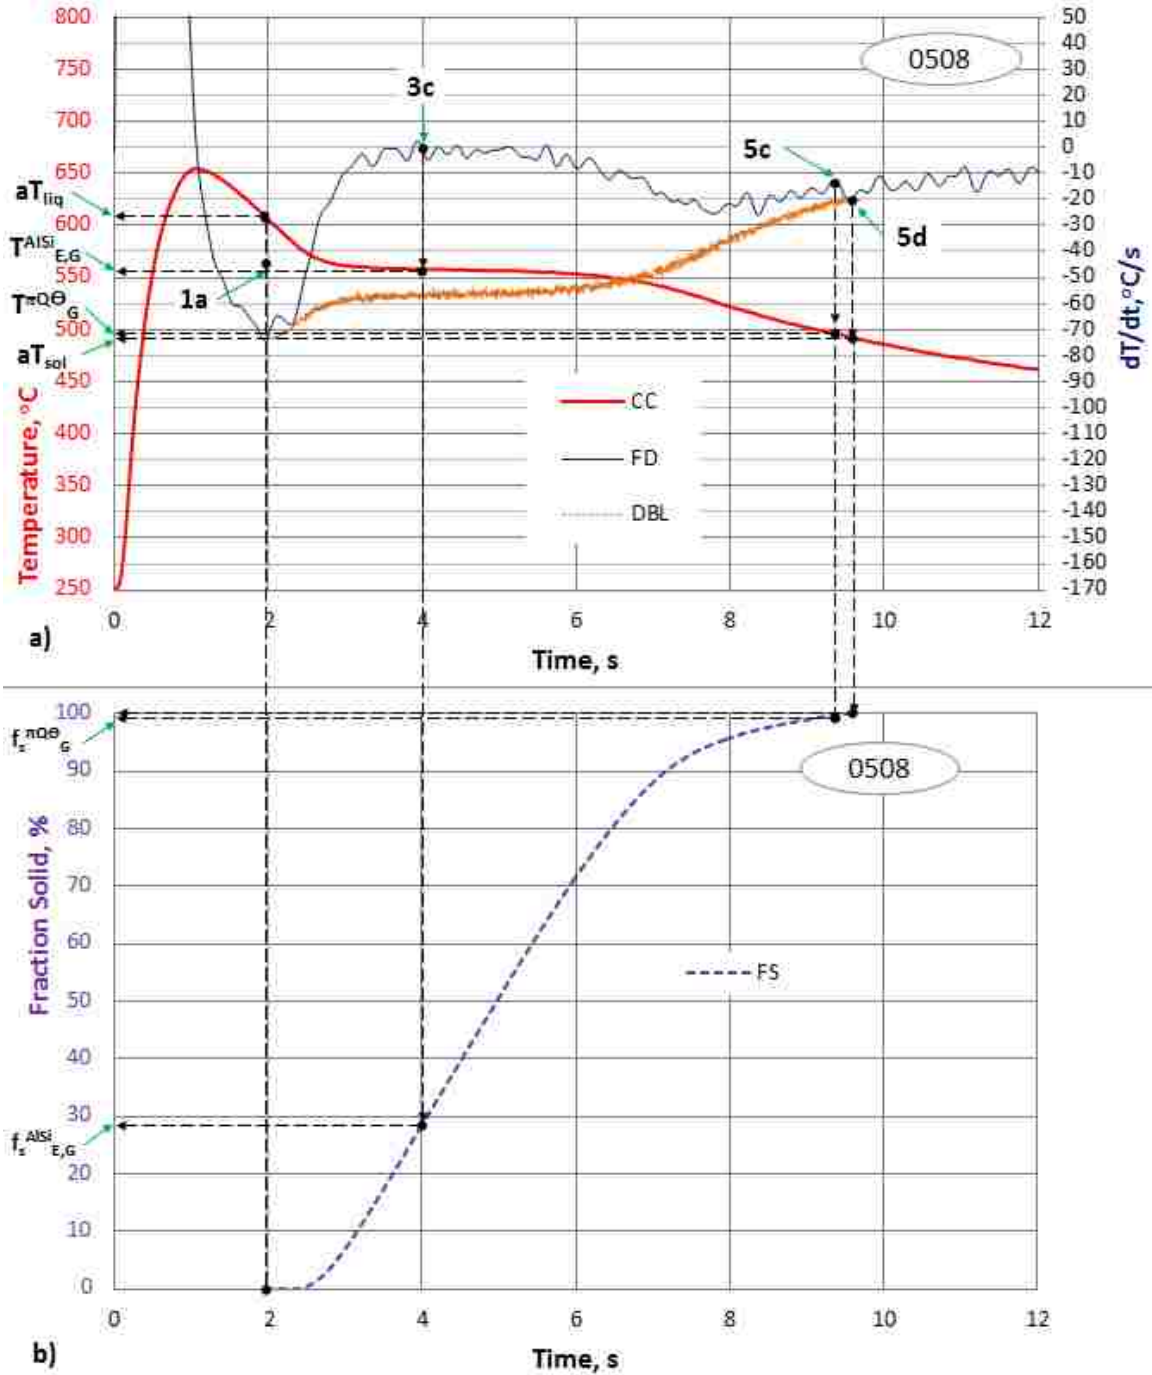 800
750
700
650
600
550
500
450
400
350
300
250
Temperature, °C
50
40
30
20
10
0
-10
-20
-30
-40
-50
-60
-70
-80
-90
-100
-110
-120
-130
-140
-150
-160
-170
dT/dt,°C/s
0508
3c
5c
5d
1a
aTliq
TAlSiE,G
TπQΘG
aTsol
CC
FD
DBL
0 2 4 6 8 10 12
a)
Time, s
100
90
80
70
60
50
40
30
20
10
0
Fraction Solid, %
fsπQΘG
fsAlSiE,G
0508
FS
0 2 4 6 8 10 12
b)
Time, s